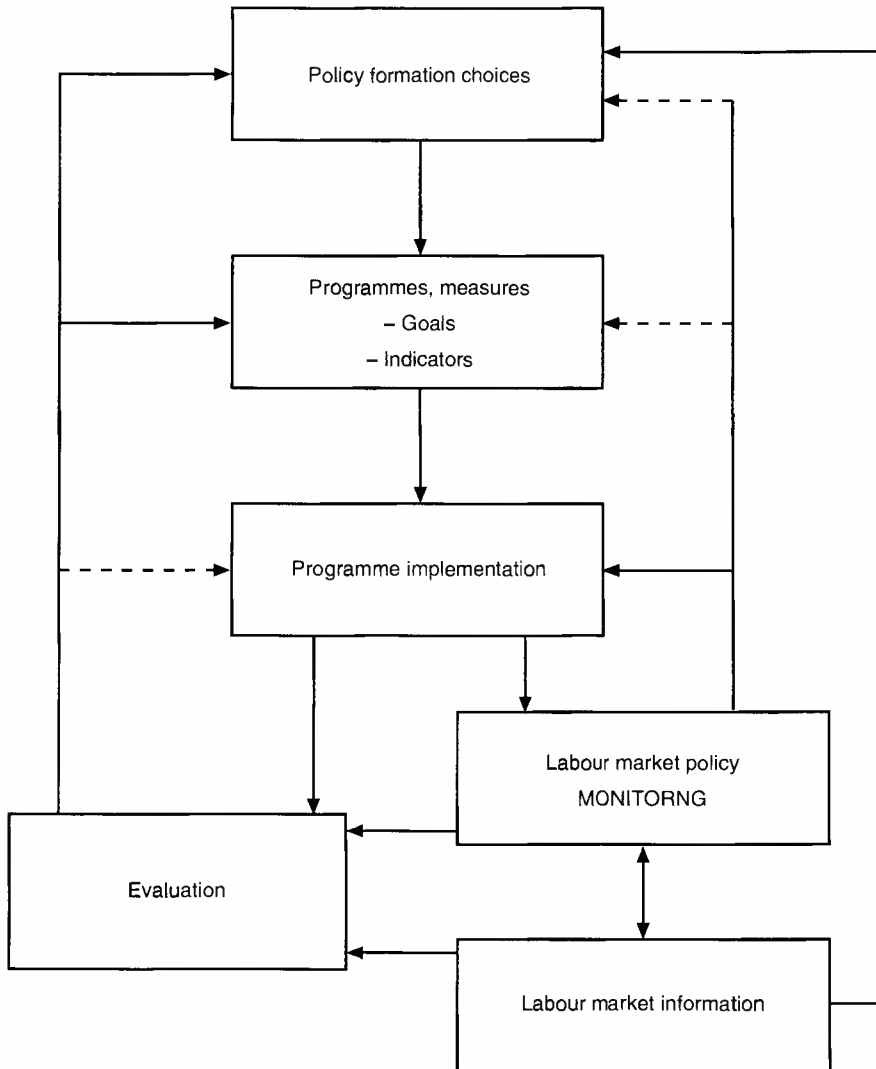 Policy formation choices
Programmes, measures
– Goals
– Indicators
Programme implementation
Labour market policy
MONITORNG
Evaluation
Labour market information